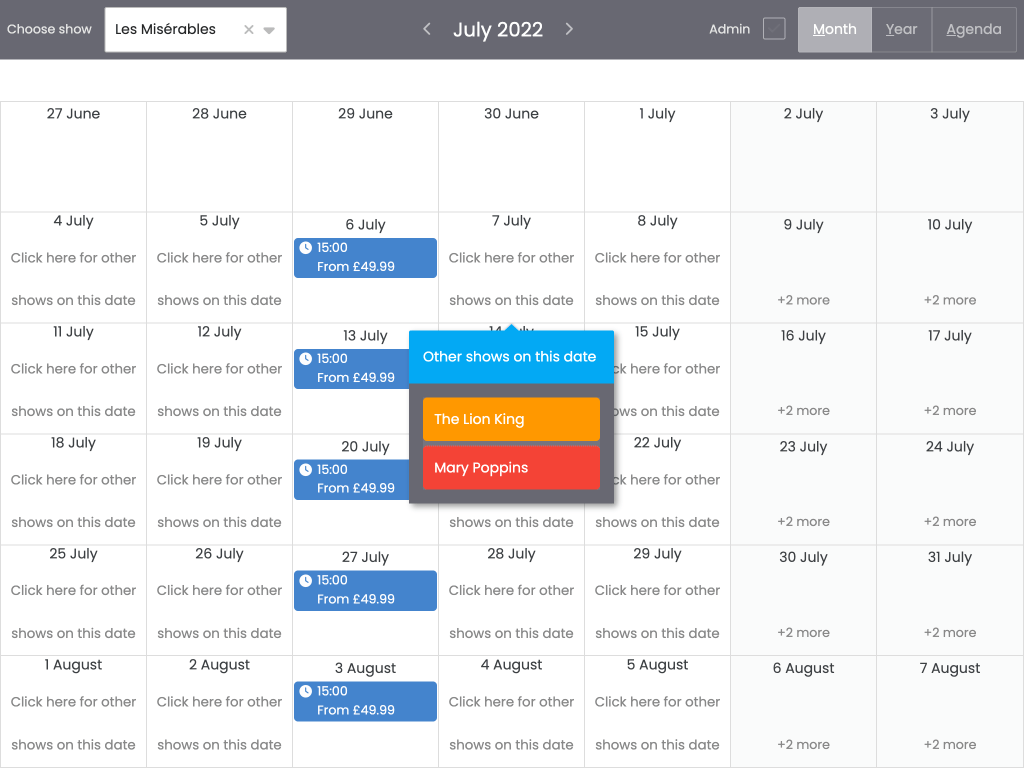 Choose show
Les Misérables
July 2022
Admin
Month
Year
Agenda
27 June
28 June
29 June
30 June
1 July
2 July
3 July
4 July
5 July
6 July
7 July
8 July
9 July
10 July
Click here for other
shows on this date
Click here for other
shows on this date
15:00
From £49.99
Click here for other
shows on this date
Click here for other
shows on this date
+2 more
+2 more
11 July
12 July
13 July
14 July
15 July
16 July
17 July
Click here for other
shows on this date
Click here for other
shows on this date
15:00
From £49.99
Other shows on this date
The Lion King
Mary Poppins
here for other
on this date
+2 more
+2 more
18 July
19 July
20 July
22 July
23 July
24 July
Click here for other
shows on this date
Click here for other
shows on this date
15:00
From £49.99
shows on this date
here for other
shows on this date
+2 more
+2 more
25 July
26 July
27 July
28 July
29 July
30 July
31 July
Click here for other
shows on this date
Click here for other
shows on this date
15:00
From £49.99
Click here for other
shows on this date
Click here for other
shows on this date
+2 more
+2 more
1 August
2 August
3 August
4 August
5 August
6 August
7 August
Click here for other
shows on this date
Click here for other
shows on this date
15:00
From £49.99
Click here for other
shows on this date
Click here for other
shows on this date
+2 more
+2 more